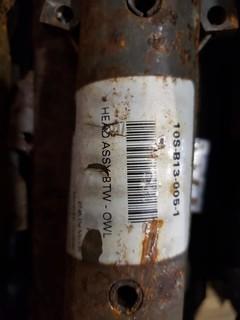 10S-B13-005-1
HEAD ASSY BTW - OWL